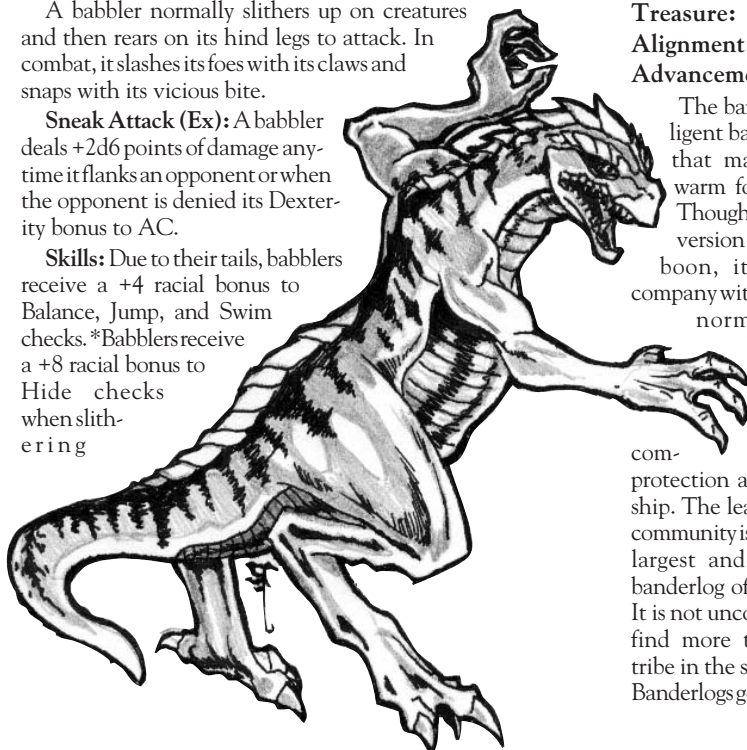 A babbler normally slithers up on creatures
and then rears on its hind legs to attack. In
combat, it slashes its foes with its claws and
snaps with its vicious bite.
Sneak Attack (Ex): A babbler
deals +2d6 points of damage any-
time it flanks an opponent or when
the opponent is denied its Dexter-
ity bonus to AC.
Skills: Due to their tails, babblers
receive a +4 racial bonus to
Balance, Jump, and Swim
checks. *Babblers receive
a +8 racial bonus to
Hide checks
when slith-
ering
Treasure:
Alignment
Advanceme
The ba
ligent ba
that ma
warm fo
Though
version
boon, it
company wit
norm
com-
protection a
ship. The lea
community is
largest and
banderlog of
It is not unco
find more t
tribe in the s
Banderlogs g